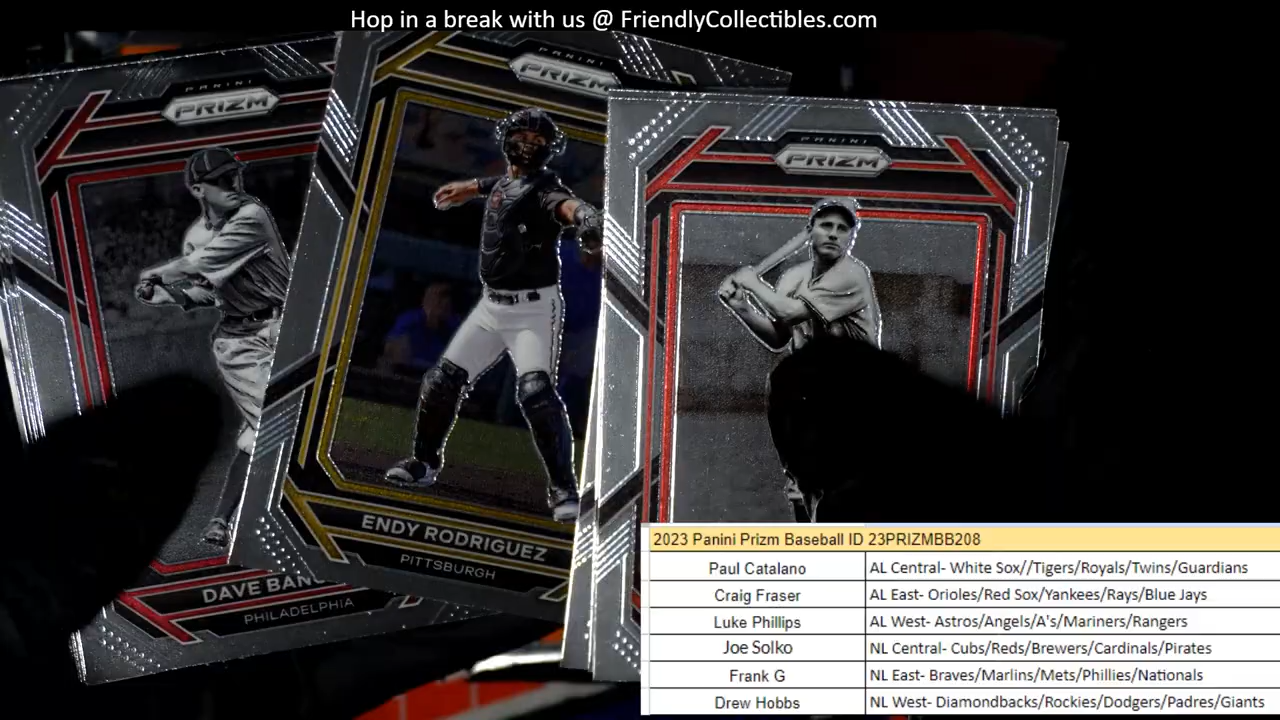 Hop in a break with us @ FriendlyCollectibles.com
PANINI
PRIZM
DAVE BAN
PHILADELPHIA
PANINI
PRIZM
ENDY RODRIGUEZ
PITTSBURGH
PANINI
PRIZM
2023 Panini Prizm Baseball ID 23PRIZMBB208
Paul Catalano AL Central- White Sox//Tigers/Royals/Twins/Guardians
Craig Fraser AL East- Orioles/Red Sox/Yankees/Rays/Blue Jays
Luke Phillips AL West- Astros/Angels/A's/Mariners/Rangers
Joe Solko NL Central- Cubs/Reds/Brewers/Cardinals/Pirates
Frank G NL East- Braves/Marlins/Mets/Phillies/Nationals
Drew Hobbs NL West- Diamondbacks/Rockies/Dodgers/Padres/Giants